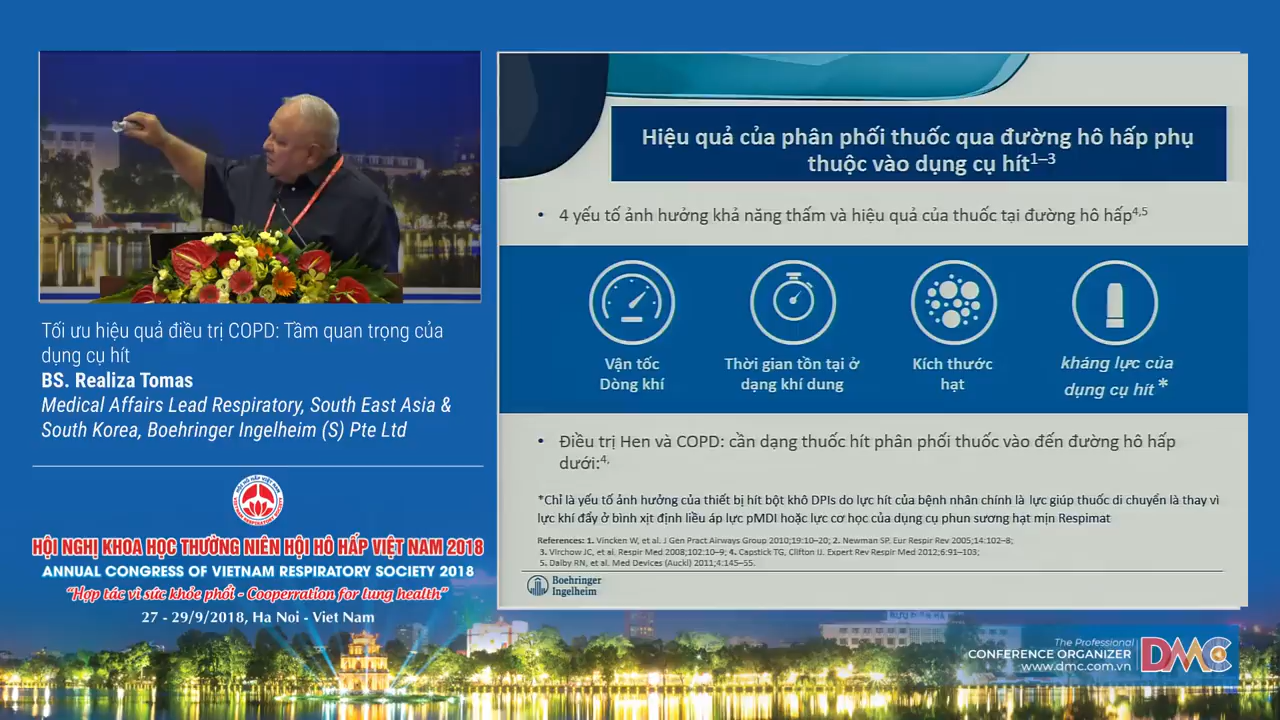 Tối ưu hiệu quả điều trị COPD: Tầm quan trọng của
dụng cụ hít
BS. Realiza Tomas
Medical Affairs Lead Respiratory, South East Asia &
South Korea, Boehringer Ingelheim (S) Pte Ltd
HỘI HÔ HẤP VIỆT NAM
VIETNAM RESPIRATORY SOCIETY
HỘI NGHỊ KHOA HỌC THƯỜNG NIÊN HỘI HÔ HẤP VIỆT NAM 2018
ANNUAL CONGRESS OF VIETNAM RESPIRATORY SOCIETY 2018
“Hợp tác vì sức khỏe phổi - Cooperration for lung health”
27 - 29/9/2018, Ha Noi - Viet Nam
Hiệu quả của phân phối thuốc qua đường hô hấp phụ
thuộc vào dụng cụ hít1–3
• 4 yếu tố ảnh hưởng khả năng thấm và hiệu quả của thuốc tại đường hô hấp4,5
Vận tốc
Dòng khí
Thời gian tồn tại ở
dạng khí dung
Kích thước
hạt
kháng lực của
dụng cụ hít*
• Điều trị Hen và COPD: cần dạng thuốc hít phân phối thuốc vào đến đường hô hấp
dưới:4,
*Chỉ là yếu tố ảnh hưởng của thiết bị hít bột khô DPIs do lực hít của bệnh nhân chính là lực giúp thuốc di chuyển là thay vì
lực khí đẩy ở bình xịt định liều áp lực pMDI hoặc lực cơ học của dụng cụ phun sương hạt mịn Respimat
References: 1. Vincken W, et al. J Gen Pract Airways Group 2010;19:10–20; 2. Newman SP. Eur Respir Rev 2005;14:102–8;
3. Virchow JC, et al. Respir Med 2008;102:10–9; 4. Capstick TG, Clifton IJ. Expert Rev Respir Med 2012;6:91–103;
5. Dalby RN, et al. Med Devices (Auckl) 2011;4:145–55.
Boehringer
Ingelheim
The Professional
CONFERENCE ORGANIZER
www.dmc.com.vn
DMC